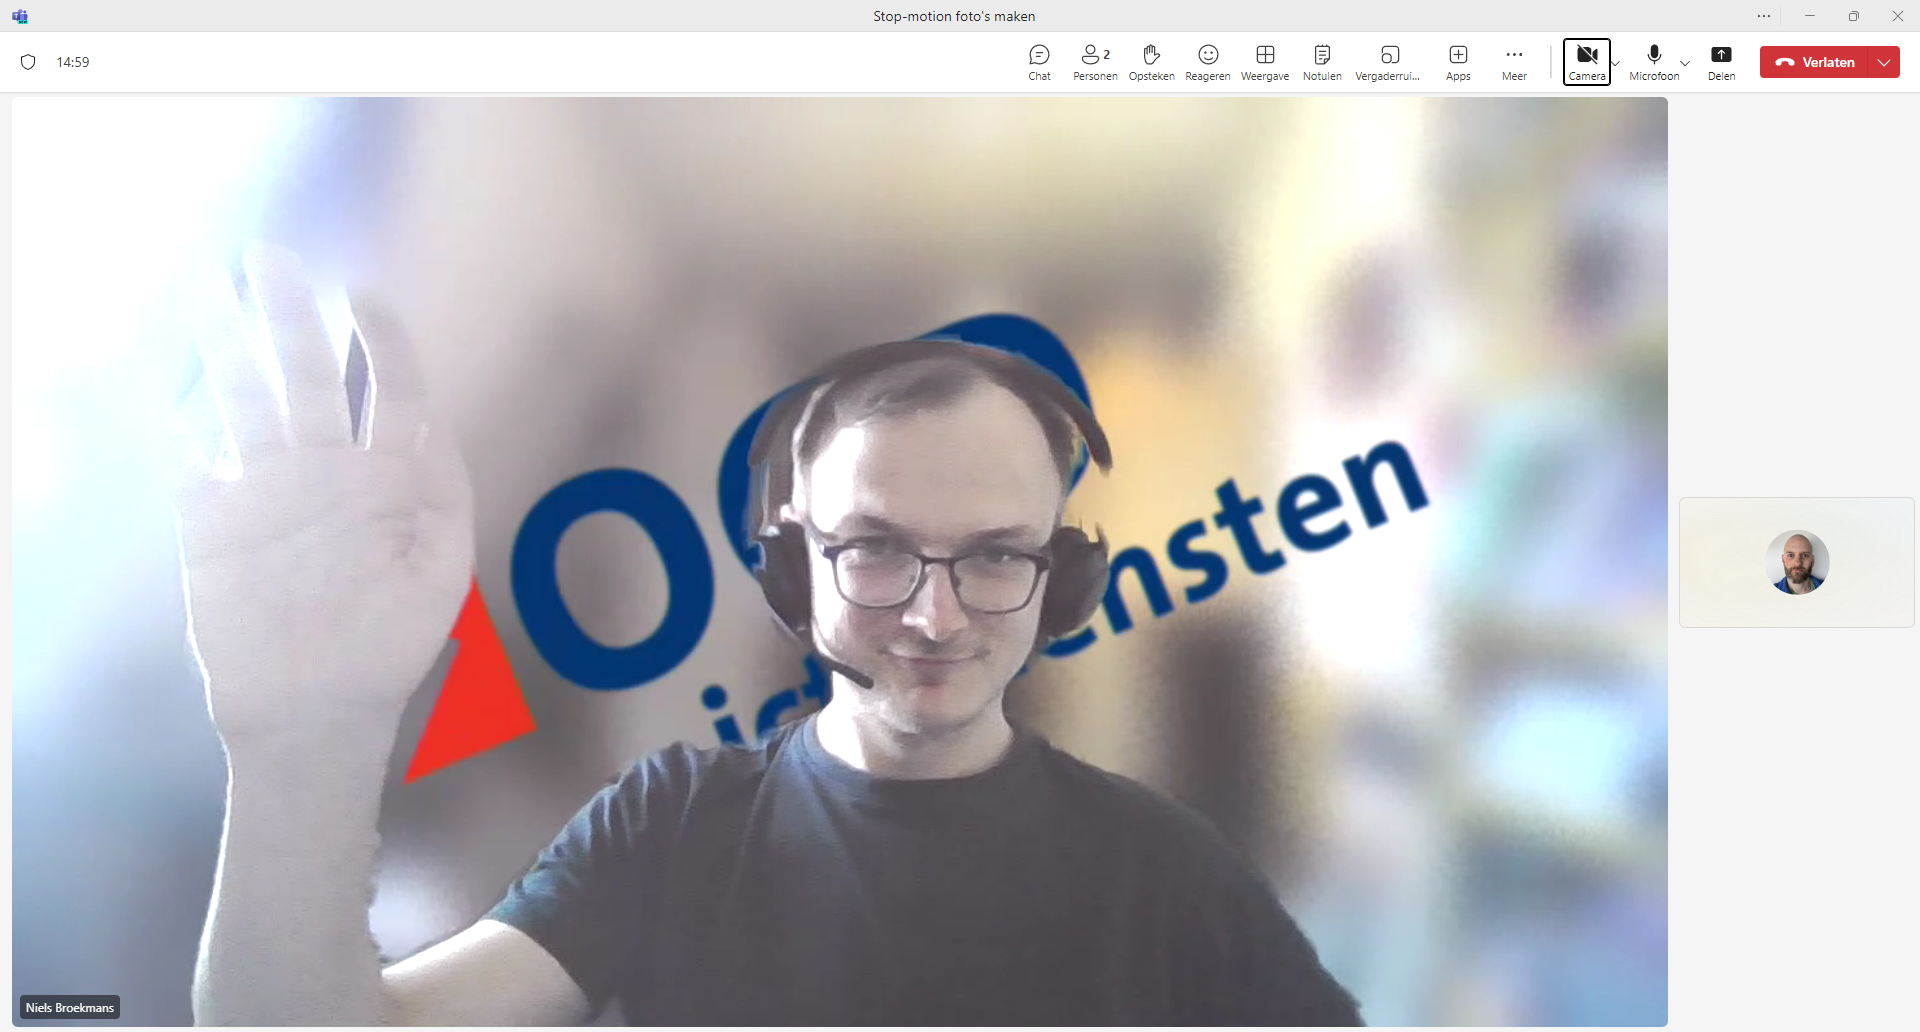 Stop-motion foto's maken
14:59
Chat
Personen 2
Opsteken
Reageren
Weergave
Notulen
Vergaderrui...
Apps
Meer
Camera
Microfoon
Delen
Verlaten
nsten
Niels Broekmans